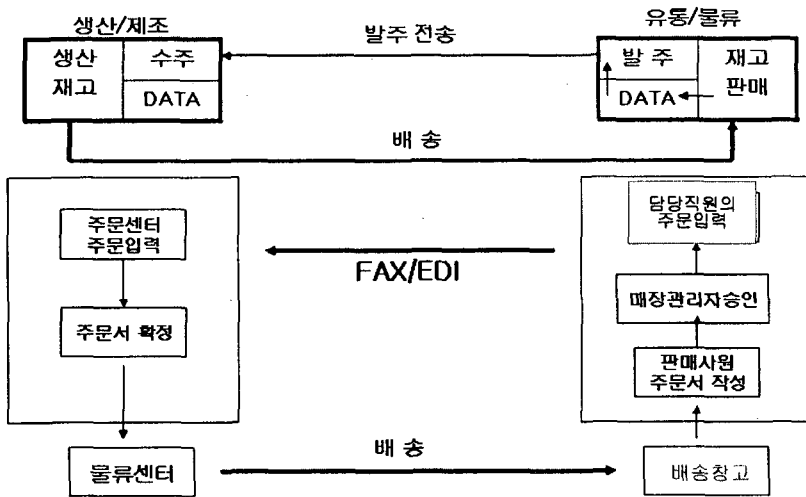 생산/제조
유통/물류
발주 전송
생산
재고
수주
DATA
발 주
DATA
재고
판매
배 송
주문센터
주문입력
주문서 확정
물류센터
FAX/EDI
담당직원의
주문입력
매장관리자승인
판매사원
주문서 작성
배송창고
배 송